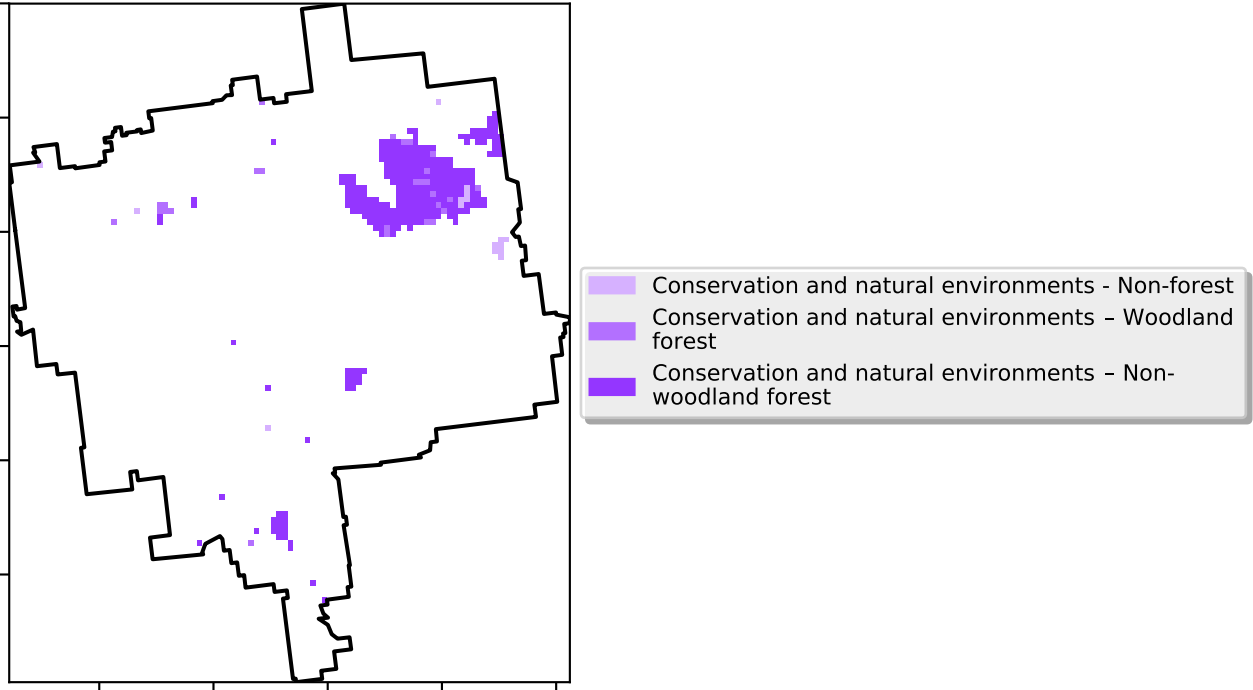 Conservation and natural environments - Non-forest
Conservation and natural environments – Woodland
forest
Conservation and natural environments – Non-
woodland forest